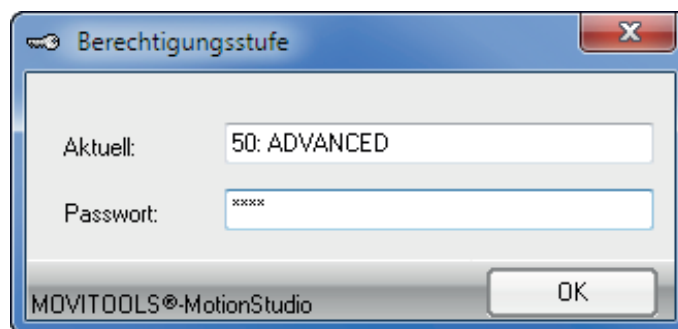 Berechtigungsstufe
Aktuell: 50: ADVANCED
Passwort: ****
OK
MOVITOOLS®-MotionStudio